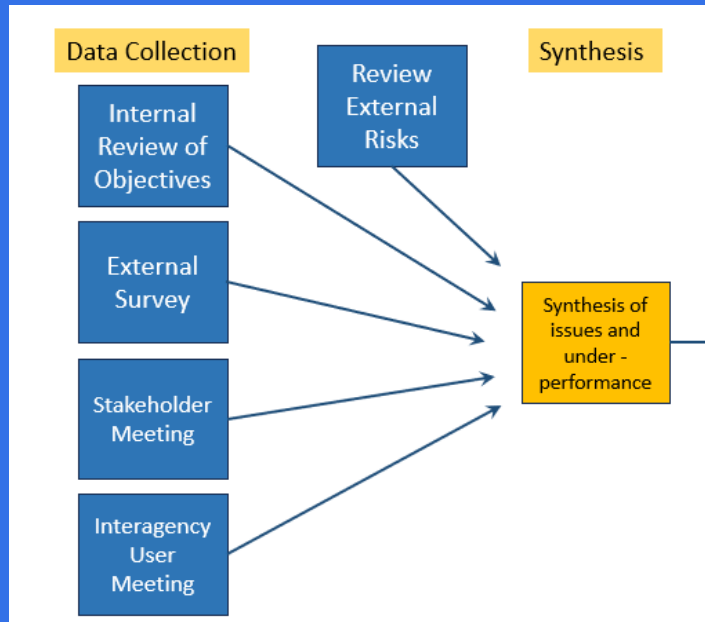 Data Collection
Synthesis
Review
External
Risks
Internal
Review of
Objectives
External
Survey
Synthesis of
issues and
under -
performance
Stakeholder
Meeting
Interagency
User
Meeting